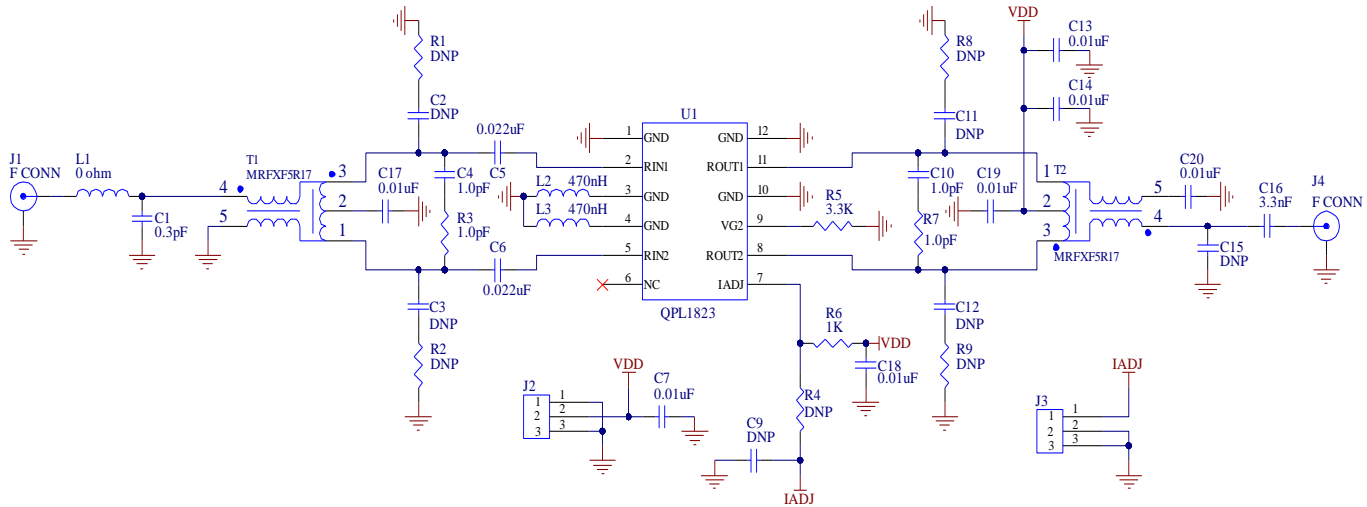 VDD
R1
DNP
R8
DNP
C13
0.01uF
C14
0.01uF
C2
DNP
C11
DNP
0.022uF
C5
U1
1
GND
GND
12
2
RIN1
ROUT1
11
3
GND
GND
10
4
GND
VG2
9
5
RIN2
ROUT2
8
6
NC
IADJ
7
QPL1823
J1
F CONN
L1
0 ohm
C1
0.3pF
T1
MRFXF5R17
4
5
3
2
1
C17
0.01uF
C4
1.0pF
R3
1.0pF
L2
470nH
L3
470nH
C6
0.022uF
R5
3.3K
C10
1.0pF
R7
1.0pF
C19
0.01uF
1
T2
2
3
5
4
MRFXF5R17
C20
0.01uF
C16
3.3nF
J4
F CONN
C15
DNP
C3
DNP
R2
DNP
C12
DNP
R9
DNP
R6
1K
VDD
C18
0.01uF
R4
DNP
C9
DNP
IADJ
J2
1
2
3
1
2
3
VDD
C7
0.01uF
J3
1
2
3
1
2
3
IADJ